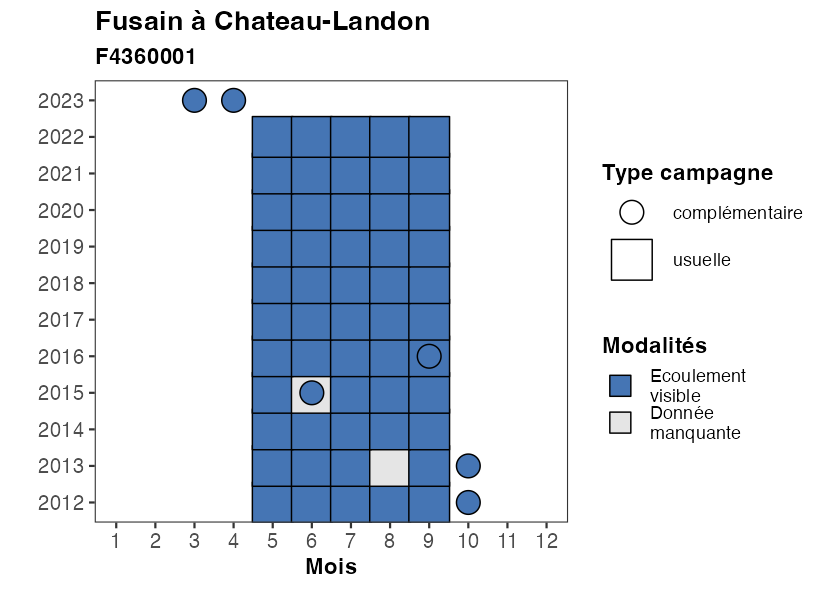 Fusain à Chateau-Landon
F4360001
2023
2022
2021
2020
2019
2018
2017
2016
2015
2014
2013
2012
1 2 3 4 5 6 7 8 9 10 11 12
Mois
Type campagne
complémentaire
usuelle
Modalités
Ecoulement
visible
Donnée
manquante